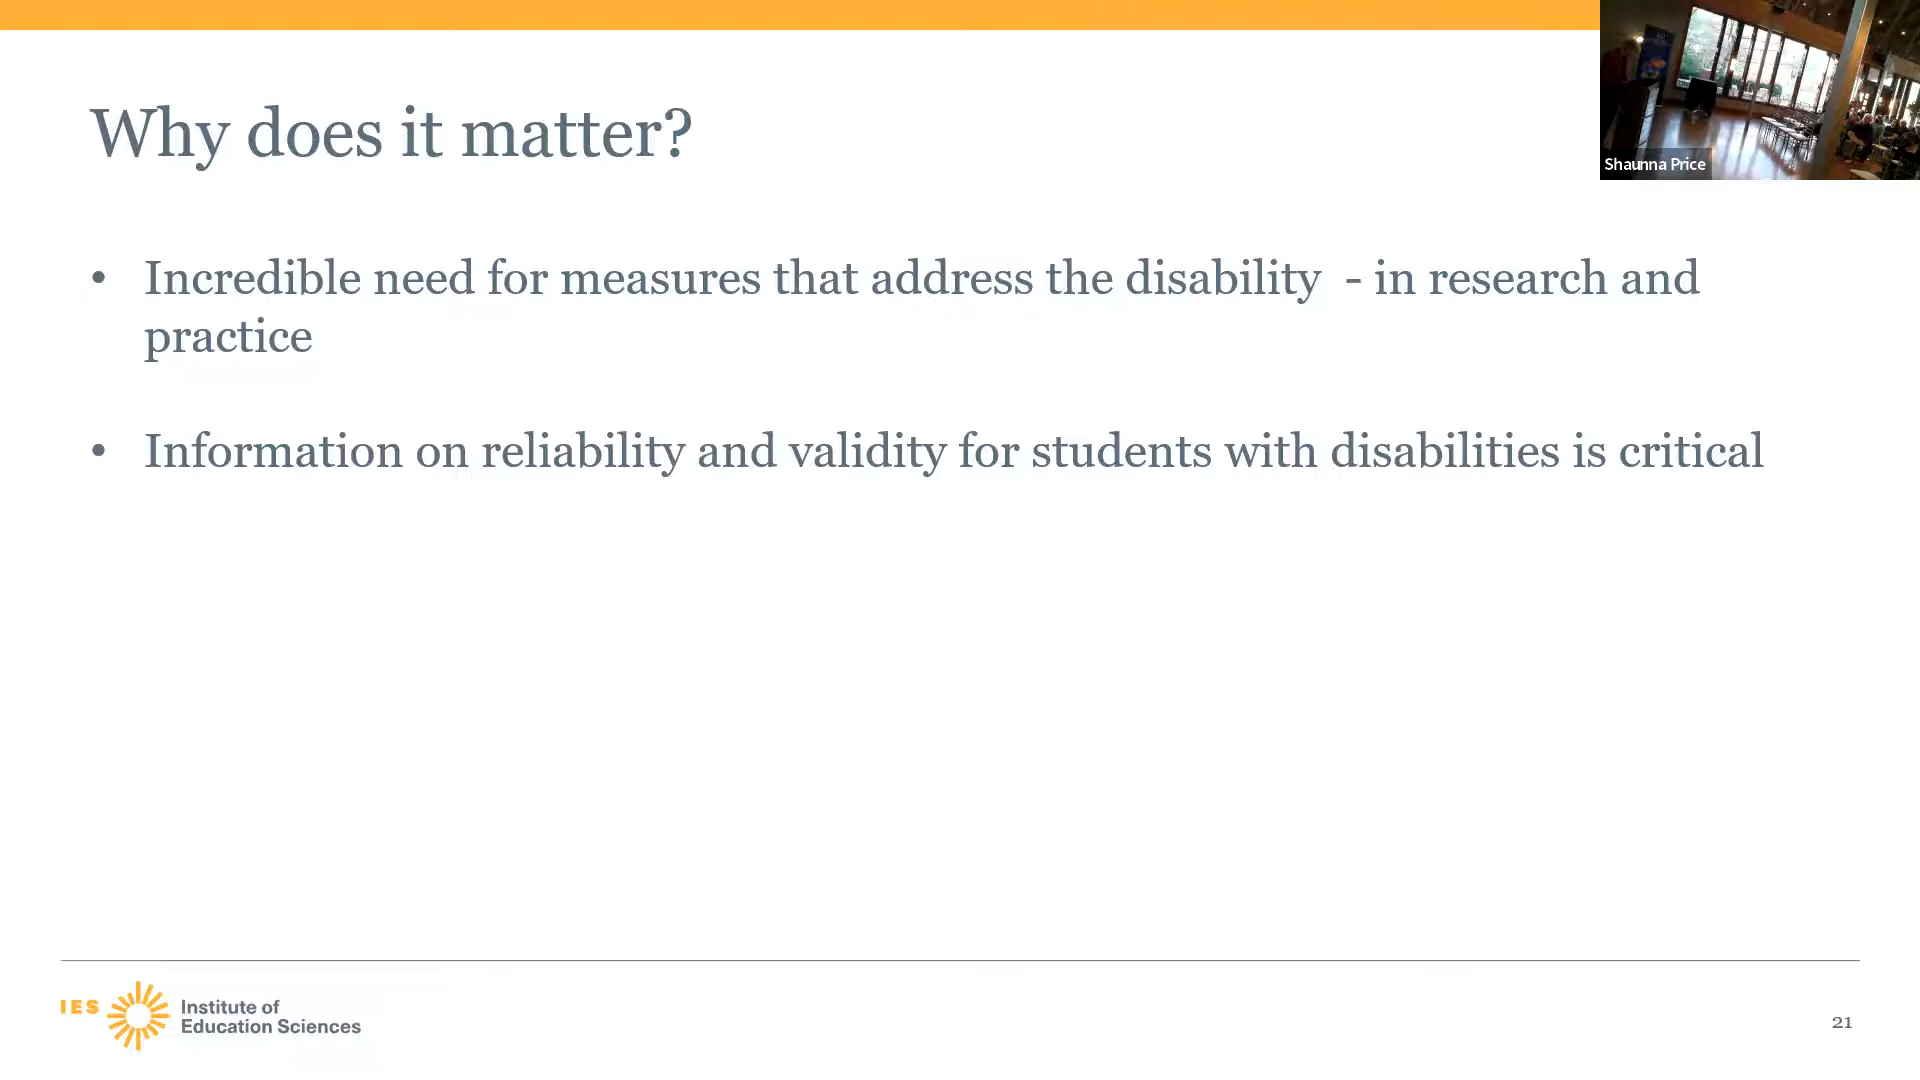 Why does it matter?
Shaunna Price
• Incredible need for measures that address the disability  - in research and
practice
• Information on reliability and validity for students with disabilities is critical
IES
Institute of
Education Sciences
21